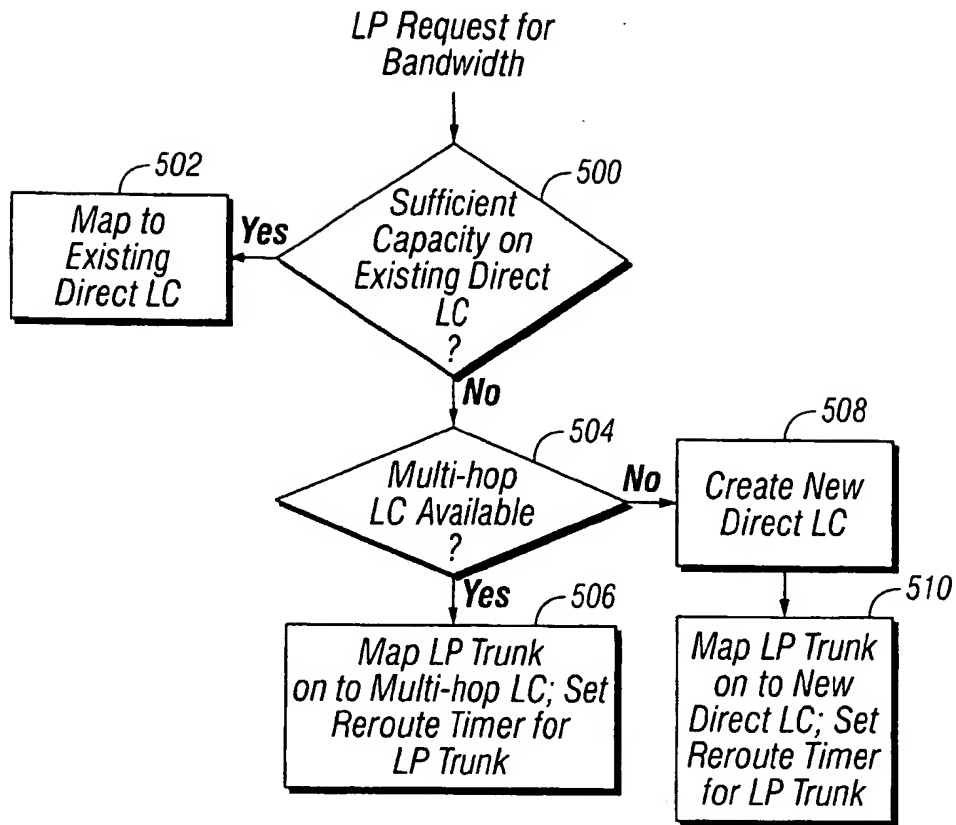 LP Request for
Bandwidth
500
Sufficient
Capacity on
Existing Direct
LC
?
Yes
502
Map to
Existing
Direct LC
No
504
Multi-hop
LC Available
?
No
508
Create New
Direct LC
Yes
506
Map LP Trunk
on to Multi-hop LC; Set
Reroute Timer for
LP Trunk
510
Map LP Trunk
on to New
Direct LC; Set
Reroute Timer
for LP Trunk